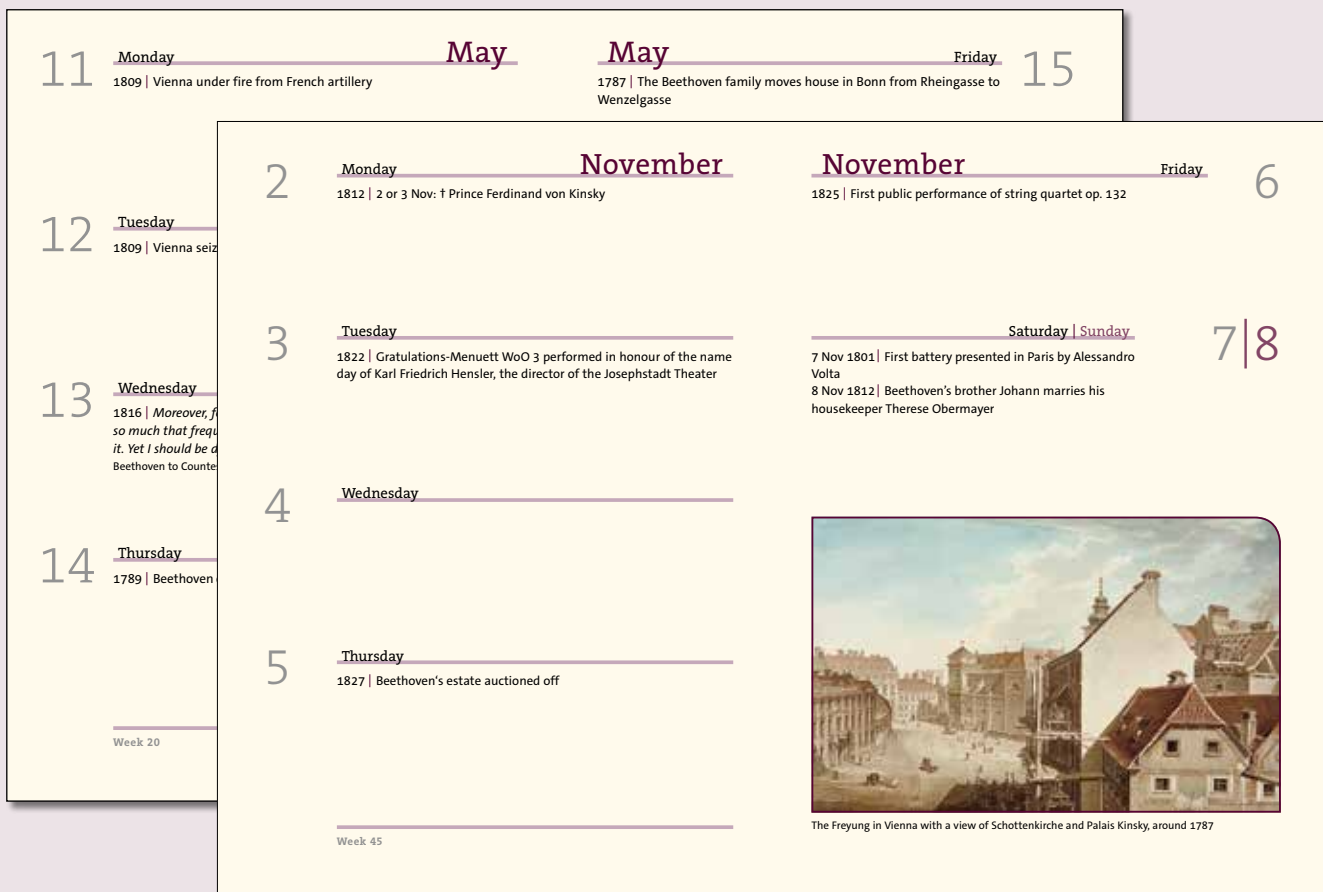 11 Monday May
1809 | Vienna under fire from French artillery
12 Tuesday
1809 | Vienna
13 Wednesday
1816 | Moreover,
so much that
it. Yet I should be
Beethoven to
14 Thursday
1789 | Beethoven
Week 20
May Friday 15
1787 | The Beethoven family moves house in Bonn from Rheingasse to
Wenzelgasse
2 Monday November
1812 | 2 or 3 Nov: † Prince Ferdinand von Kinsky
3 Tuesday
1822 | Gratulations-Menuett WoO 3 performed in honour of the name
day of Karl Friedrich Hensler, the director of the Josephstadt Theater
4 Wednesday
5 Thursday
1827 | Beethoven‘s estate auctioned off
Week 45
November Friday 6
1825 | First public performance of string quartet op. 132
Saturday | Sunday 7|8
7 Nov 1801| First battery presented in Paris by Alessandro
Volta
8 Nov 1812| Beethoven’s brother Johann marries his
housekeeper Therese Obermayer
The Freyung in Vienna with a view of Schottenkirche and Palais Kinsky, around 1787